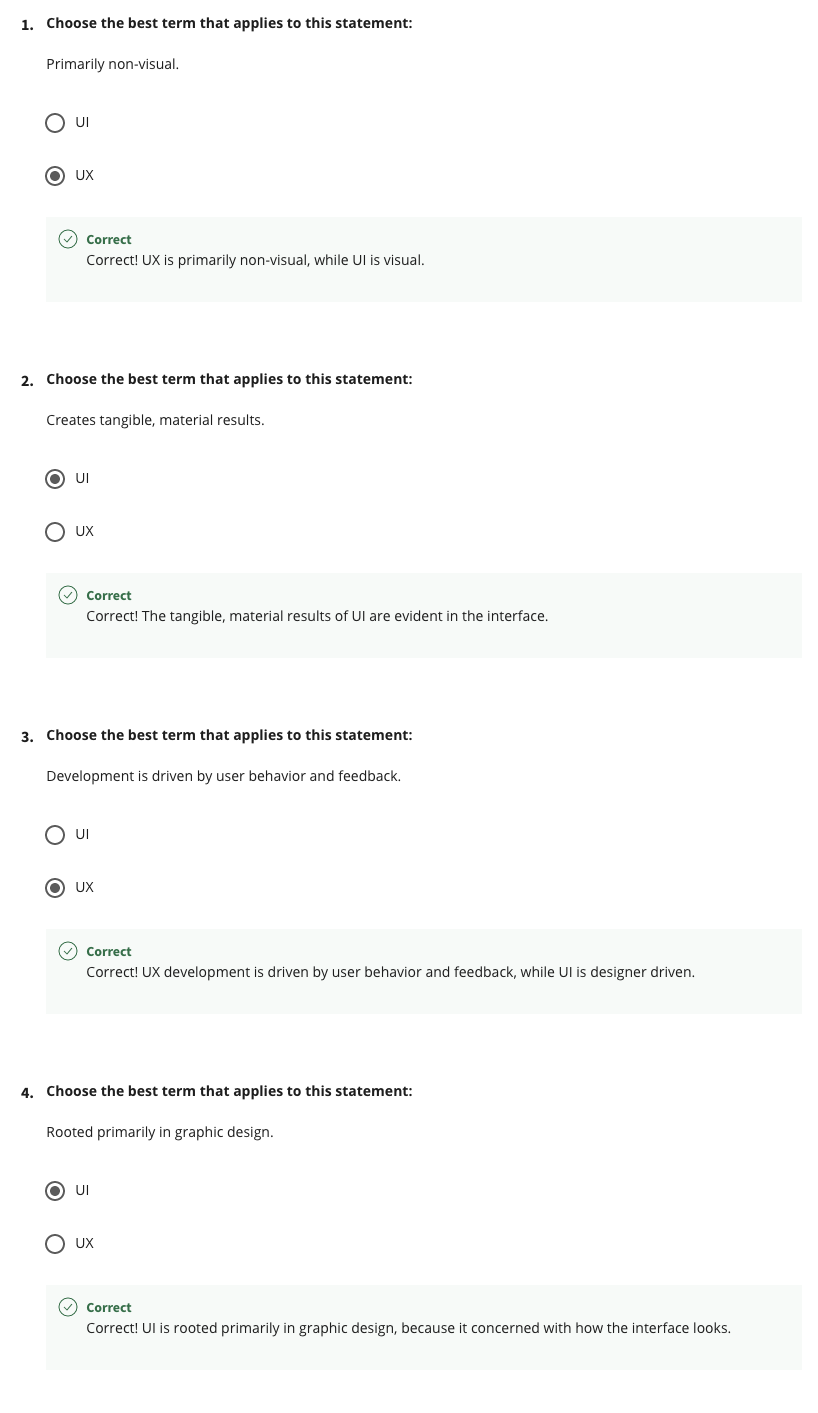 1. Choose the best term that applies to this statement:
Primarily non-visual.
UI
UX
Correct
Correct! UX is primarily non-visual, while UI is visual.
2. Choose the best term that applies to this statement:
Creates tangible, material results.
UI
UX
Correct
Correct! The tangible, material results of UI are evident in the interface.
3. Choose the best term that applies to this statement:
Development is driven by user behavior and feedback.
UI
UX
Correct
Correct! UX development is driven by user behavior and feedback, while UI is designer driven.
4. Choose the best term that applies to this statement:
Rooted primarily in graphic design.
UI
UX
Correct
Correct! UI is rooted primarily in graphic design, because it concerned with how the interface looks.